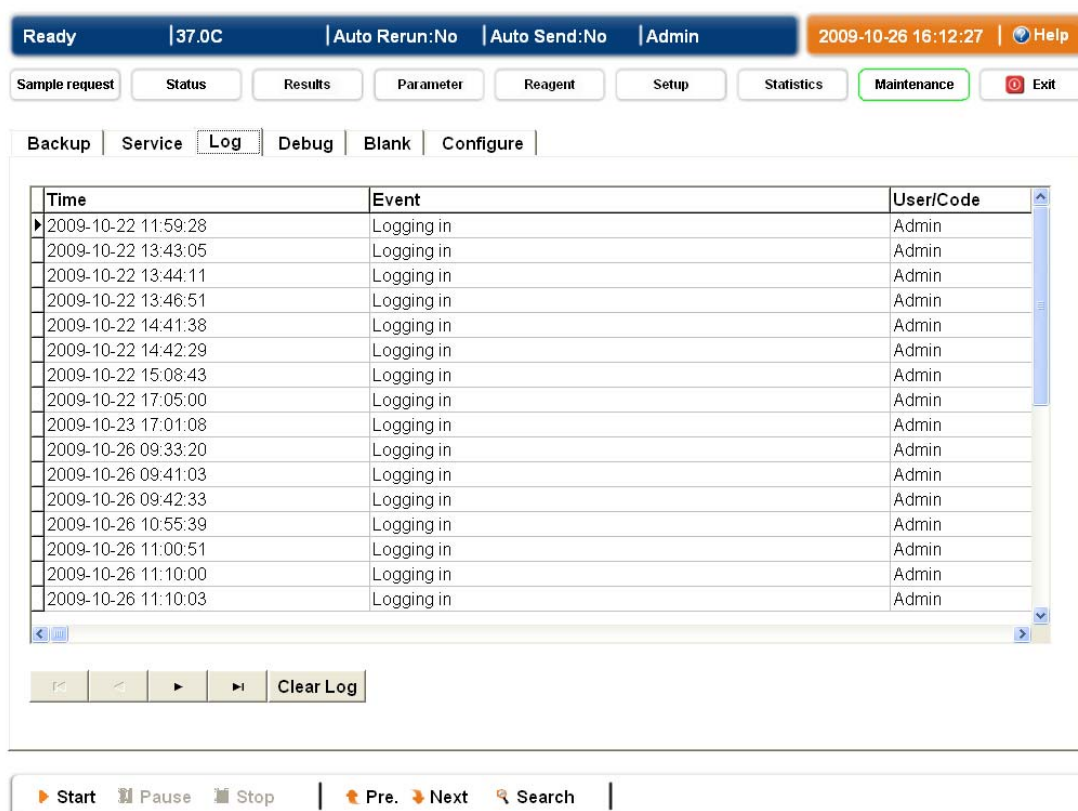 Ready |37.0C |Auto Rerun:No |Auto Send:No |Admin 2009-10-26 16:12:27 | Help
Sample request Status Results Parameter Reagent Setup Statistics Maintenance Exit
Backup Service Log Debug Blank Configure
Time Event User/Code
2009-10-22 11:59:28 Logging in Admin
2009-10-22 13:43:05 Logging in Admin
2009-10-22 13:44:11 Logging in Admin
2009-10-22 13:46:51 Logging in Admin
2009-10-22 14:41:38 Logging in Admin
2009-10-22 14:42:29 Logging in Admin
2009-10-22 15:08:43 Logging in Admin
2009-10-22 17:05:00 Logging in Admin
2009-10-23 17:01:08 Logging in Admin
2009-10-26 09:33:20 Logging in Admin
2009-10-26 09:41:03 Logging in Admin
2009-10-26 09:42:33 Logging in Admin
2009-10-26 10:55:39 Logging in Admin
2009-10-26 11:00:51 Logging in Admin
2009-10-26 11:10:00 Logging in Admin
2009-10-26 11:10:03 Logging in Admin
Clear Log
Start Pause Stop | Pre. Next Search |